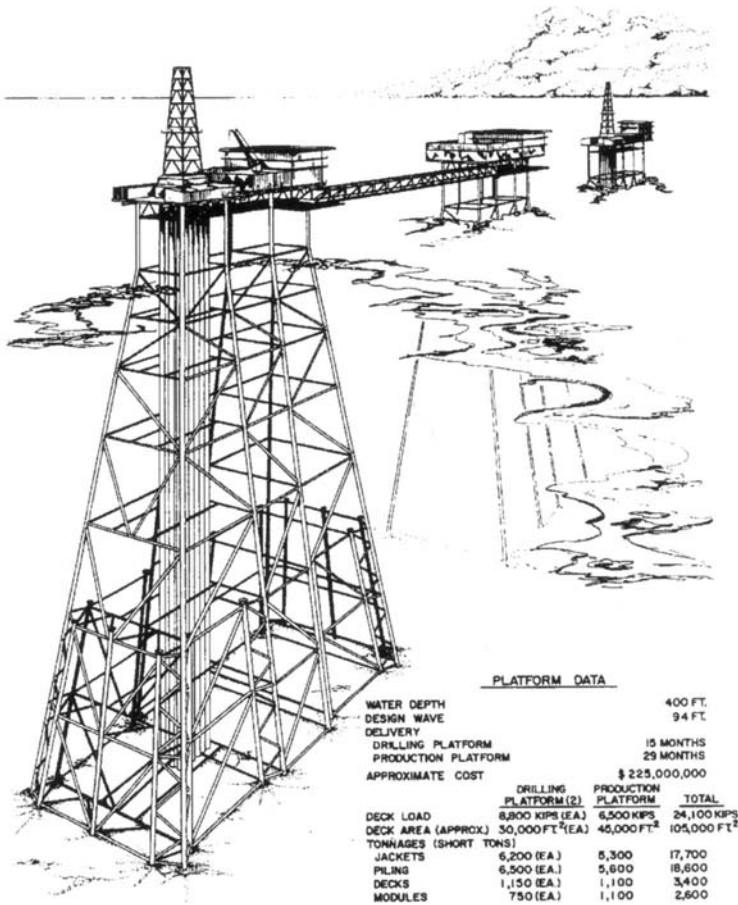 PLATFORM DATA
WATER DEPTH 400 FT.
DESIGN WAVE 94 FT.
DELIVERY
DRILLING PLATFORM 15 MONTHS
PRODUCTION PLATFORM 29 MONTHS
APPROXIMATE COST $225,000,000
DRILLING PLATFORM (2) PRODUCTION PLATFORM TOTAL
DECK LOAD 8,800 KIPS (EA.) 6,500 KIPS 24,100 KIPS
DECK AREA (APPROX.) 30,000 FT.² (EA) 45,000 FT.² 105,000 FT²
TONNAGES (SHORT TONS)
JACKETS 6,200 (EA.) 5,300 17,700
PILING 6,500 (EA.) 5,600 18,600
DECKS 1,150 (EA.) 1,100 3,400
MODULES 750 (EA.) 1,100 2,600